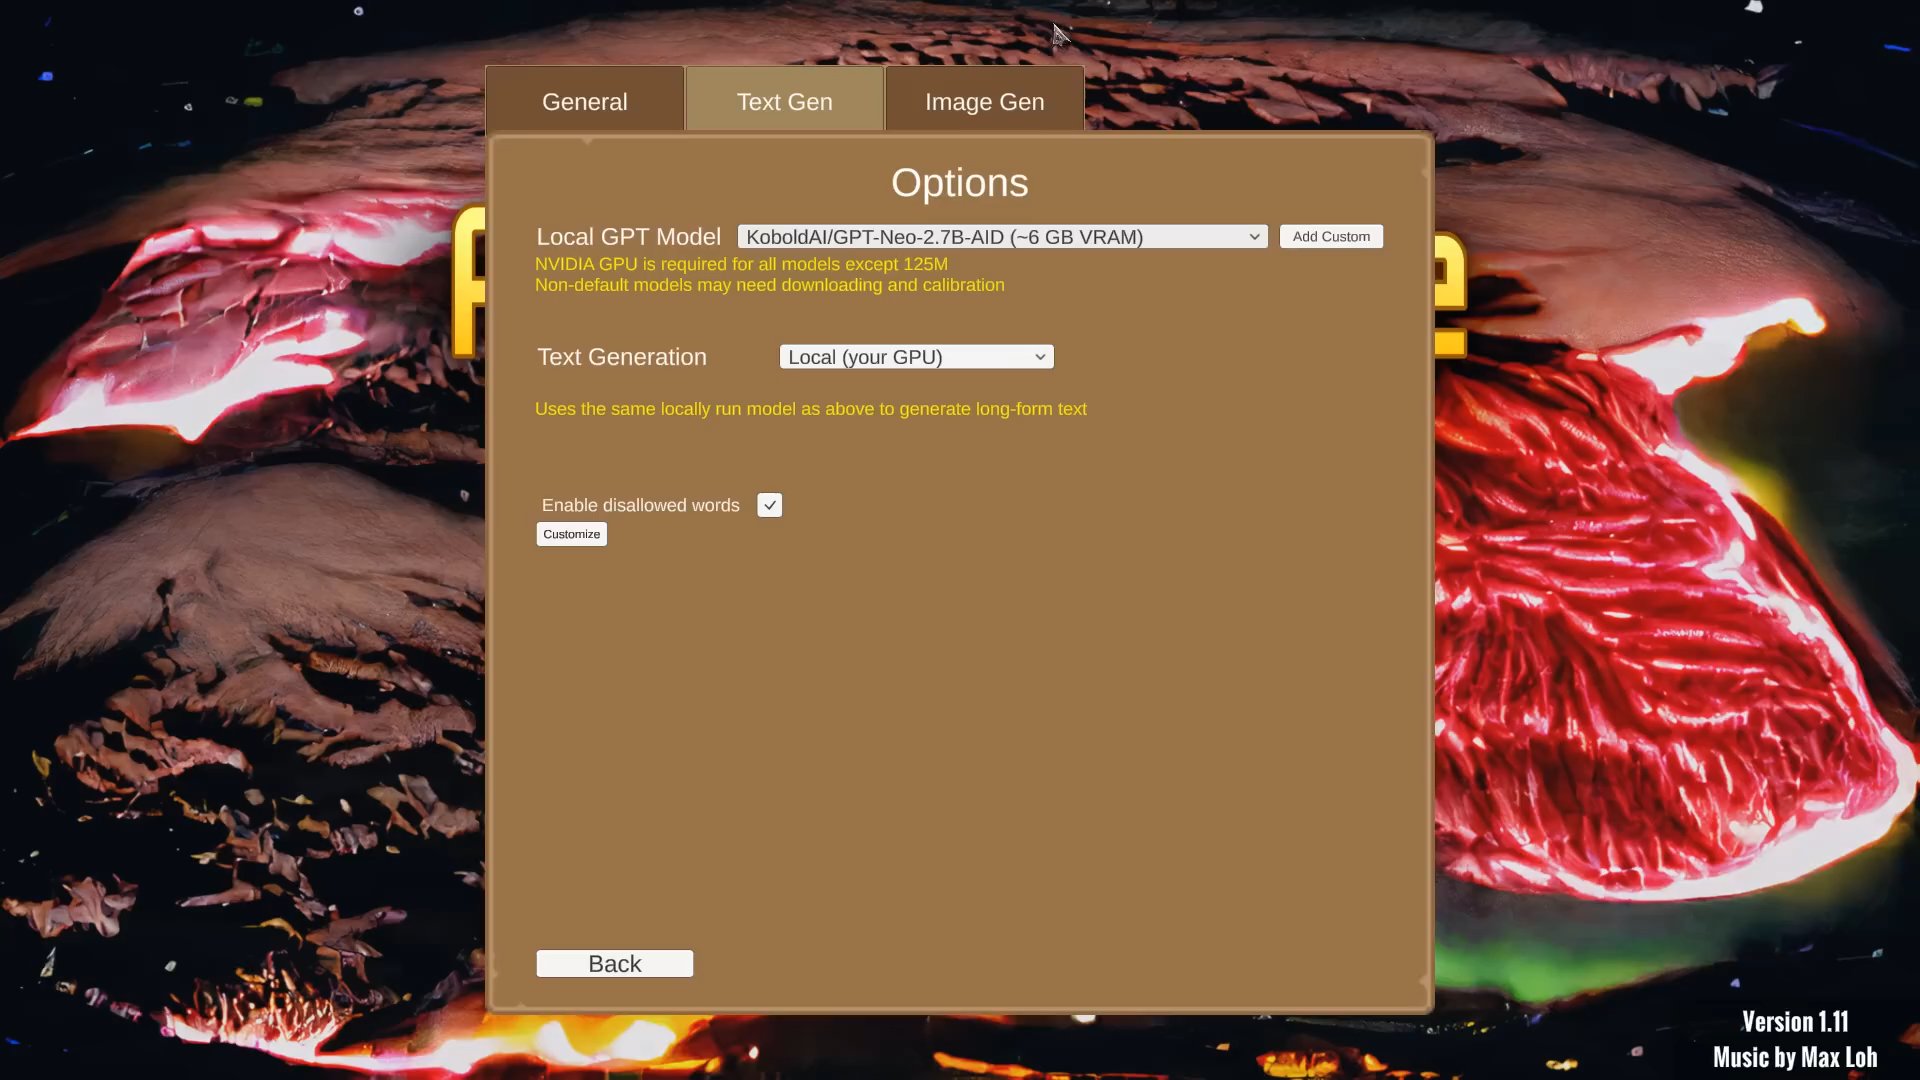 General
Text Gen
Image Gen
Options
Local GPT Model
KoboldAI/GPT-Neo-2.7B-AID (~6 GB VRAM)
Add Custom
NVIDIA GPU is required for all models except 125M
Non-default models may need downloading and calibration
Text Generation
Local (your GPU)
Uses the same locally run model as above to generate long-form text
Enable disallowed words
Customize
Back
Version 1.11
Music by Max Loh